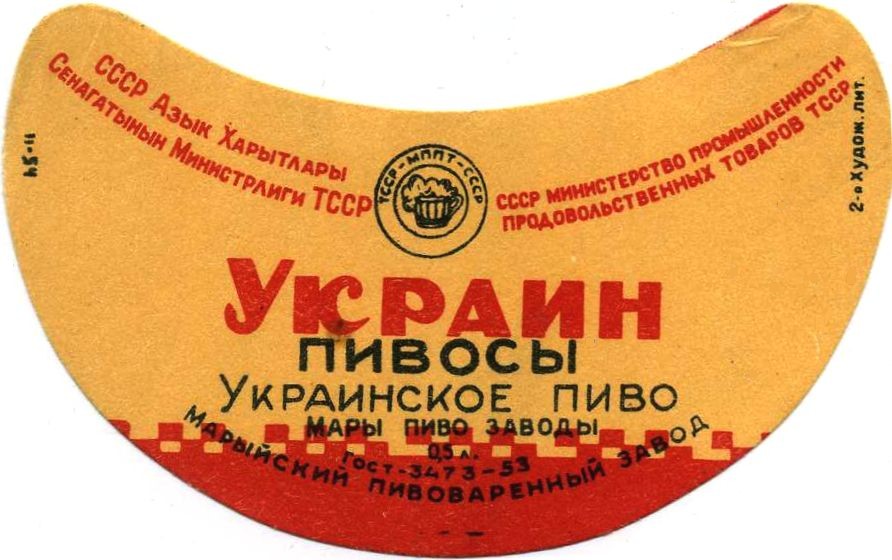 СССР Азык Харытлары
Сенагатынын Министрлиги ТССР
СССР Министерство промышленности
продовольственных товаров ТССР
ТССР-МППТ-СССР
11-54
2-я Худож. лит.
Украин
пивосы
Украинское пиво
Мары пиво заводы
0,5 л.
Гост-3473-53
Марыйский пивоваренный завод